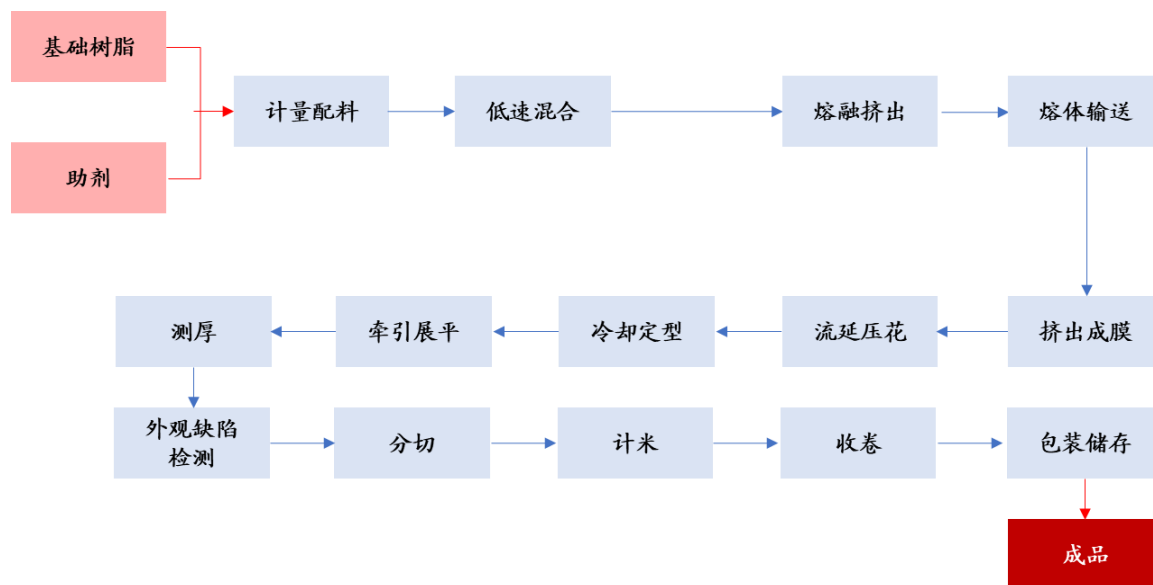 基础树脂
助剂
计量配料
低速混合
熔融挤出
熔体输送
挤出成膜
流延压花
冷却定型
牵引展平
测厚
外观缺陷
检测
分切
计米
收卷
包装储存
成品